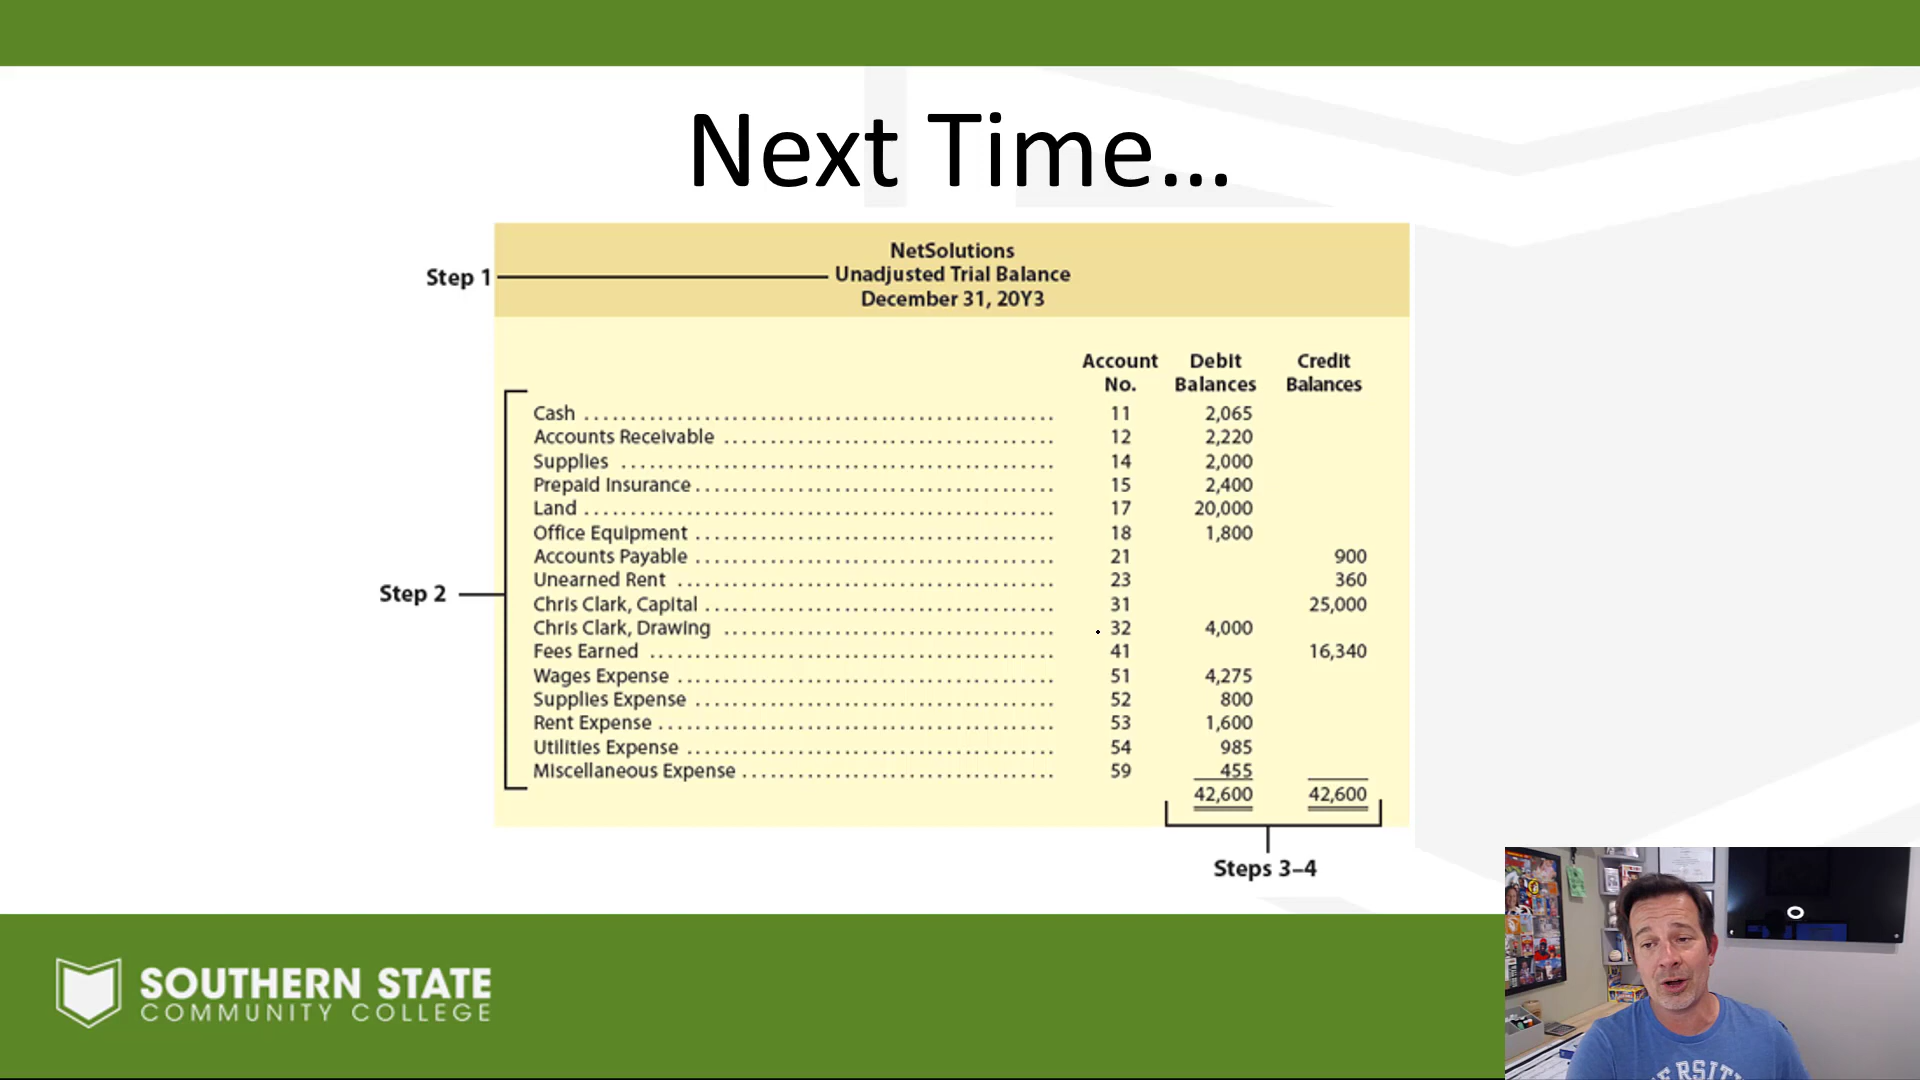 Next Time...
NetSolutions
Step 1 Unadjusted Trial Balance
December 31, 20Y3
Account Debit Credit
No. Balances Balances
Cash 11 2,065
Accounts Receivable 12 2,220
Supplies 14 2,000
Prepaid Insurance 15 2,400
Land 17 20,000
Office Equipment 18 1,800
Accounts Payable 21 900
Unearned Rent 23 360
Step 2
Chris Clark, Capital 31 25,000
Chris Clark, Drawing 32 4,000
Fees Earned 41 16,340
Wages Expense 51 4,275
Supplies Expense 52 800
Rent Expense 53 1,600
Utilities Expense 54 985
Miscellaneous Expense 59 455
42,600 42,600
Steps 3–4
SOUTHERN STATE
COMMUNITY COLLEGE